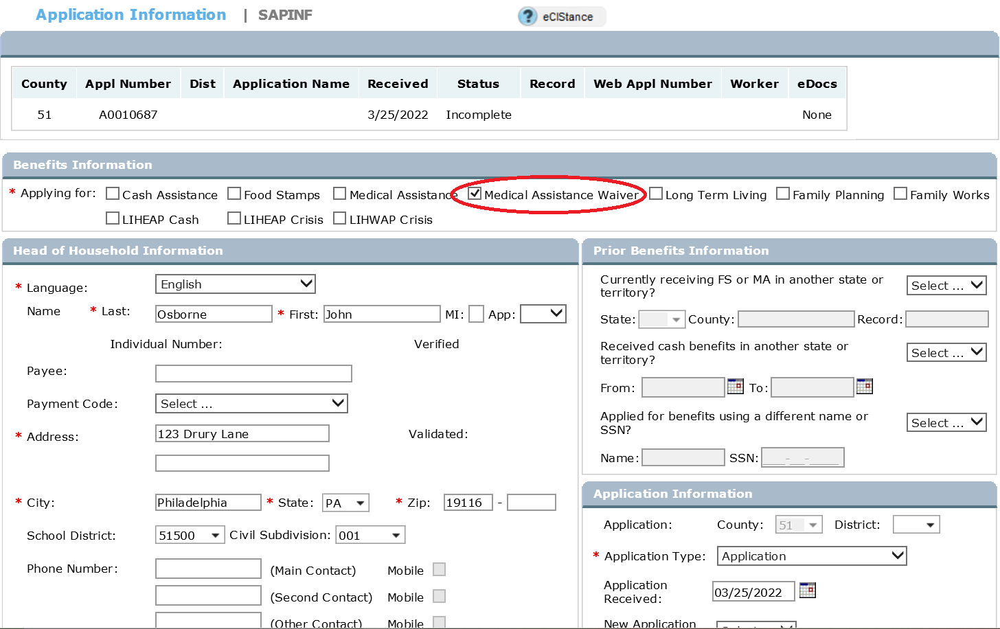 Application Information | SAPINF
? eCIStance
County Appl Number Dist Application Name Received Status Record Web Appl Number Worker eDocs
51 A0010687 3/25/2022 Incomplete None
Benefits Information
* Applying for: Cash Assistance Food Stamps Medical Assistance Medical Assistance Waiver Long Term Living Family Planning Family Works
LIHEAP Cash LIHEAP Crisis LIHWAP Crisis
Head of Household Information
* Language: English
Name * Last: Osborne * First: John MI: App:
Individual Number: Verified
Payee:
Payment Code: Select ...
* Address: 123 Drury Lane Validated:
* City: Philadelphia * State: PA * Zip: 19116 -
School District: 51500 Civil Subdivision: 001
Phone Number: (Main Contact) Mobile
(Second Contact) Mobile
(Other Contact) Mobile
Prior Benefits Information
Currently receiving FS or MA in another state or
territory? Select ...
State: County: Record:
Received cash benefits in another state or
territory? Select ...
From: To:
Applied for benefits using a different name or
SSN? Select ...
Name: SSN: ___-__-____
Application Information
Application: County: 51 District:
* Application Type: Application
Application
Received: 03/25/2022
New Application